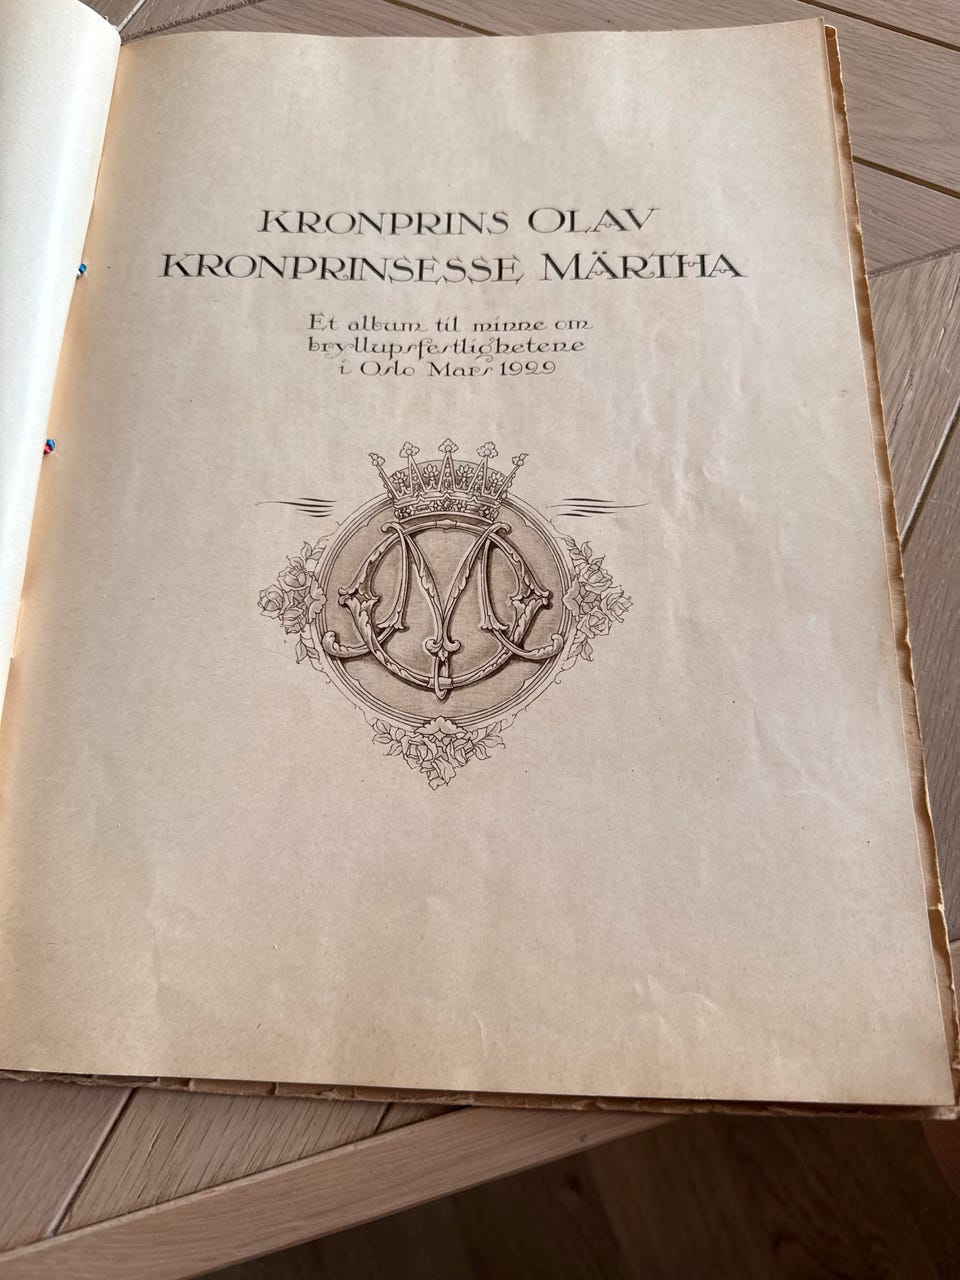 KRONPRINS OLAV
KRONPRINSESSE MÄRTHA
Et album til minne om
bryllupsfestlighetene
i Oslo Mars 1929